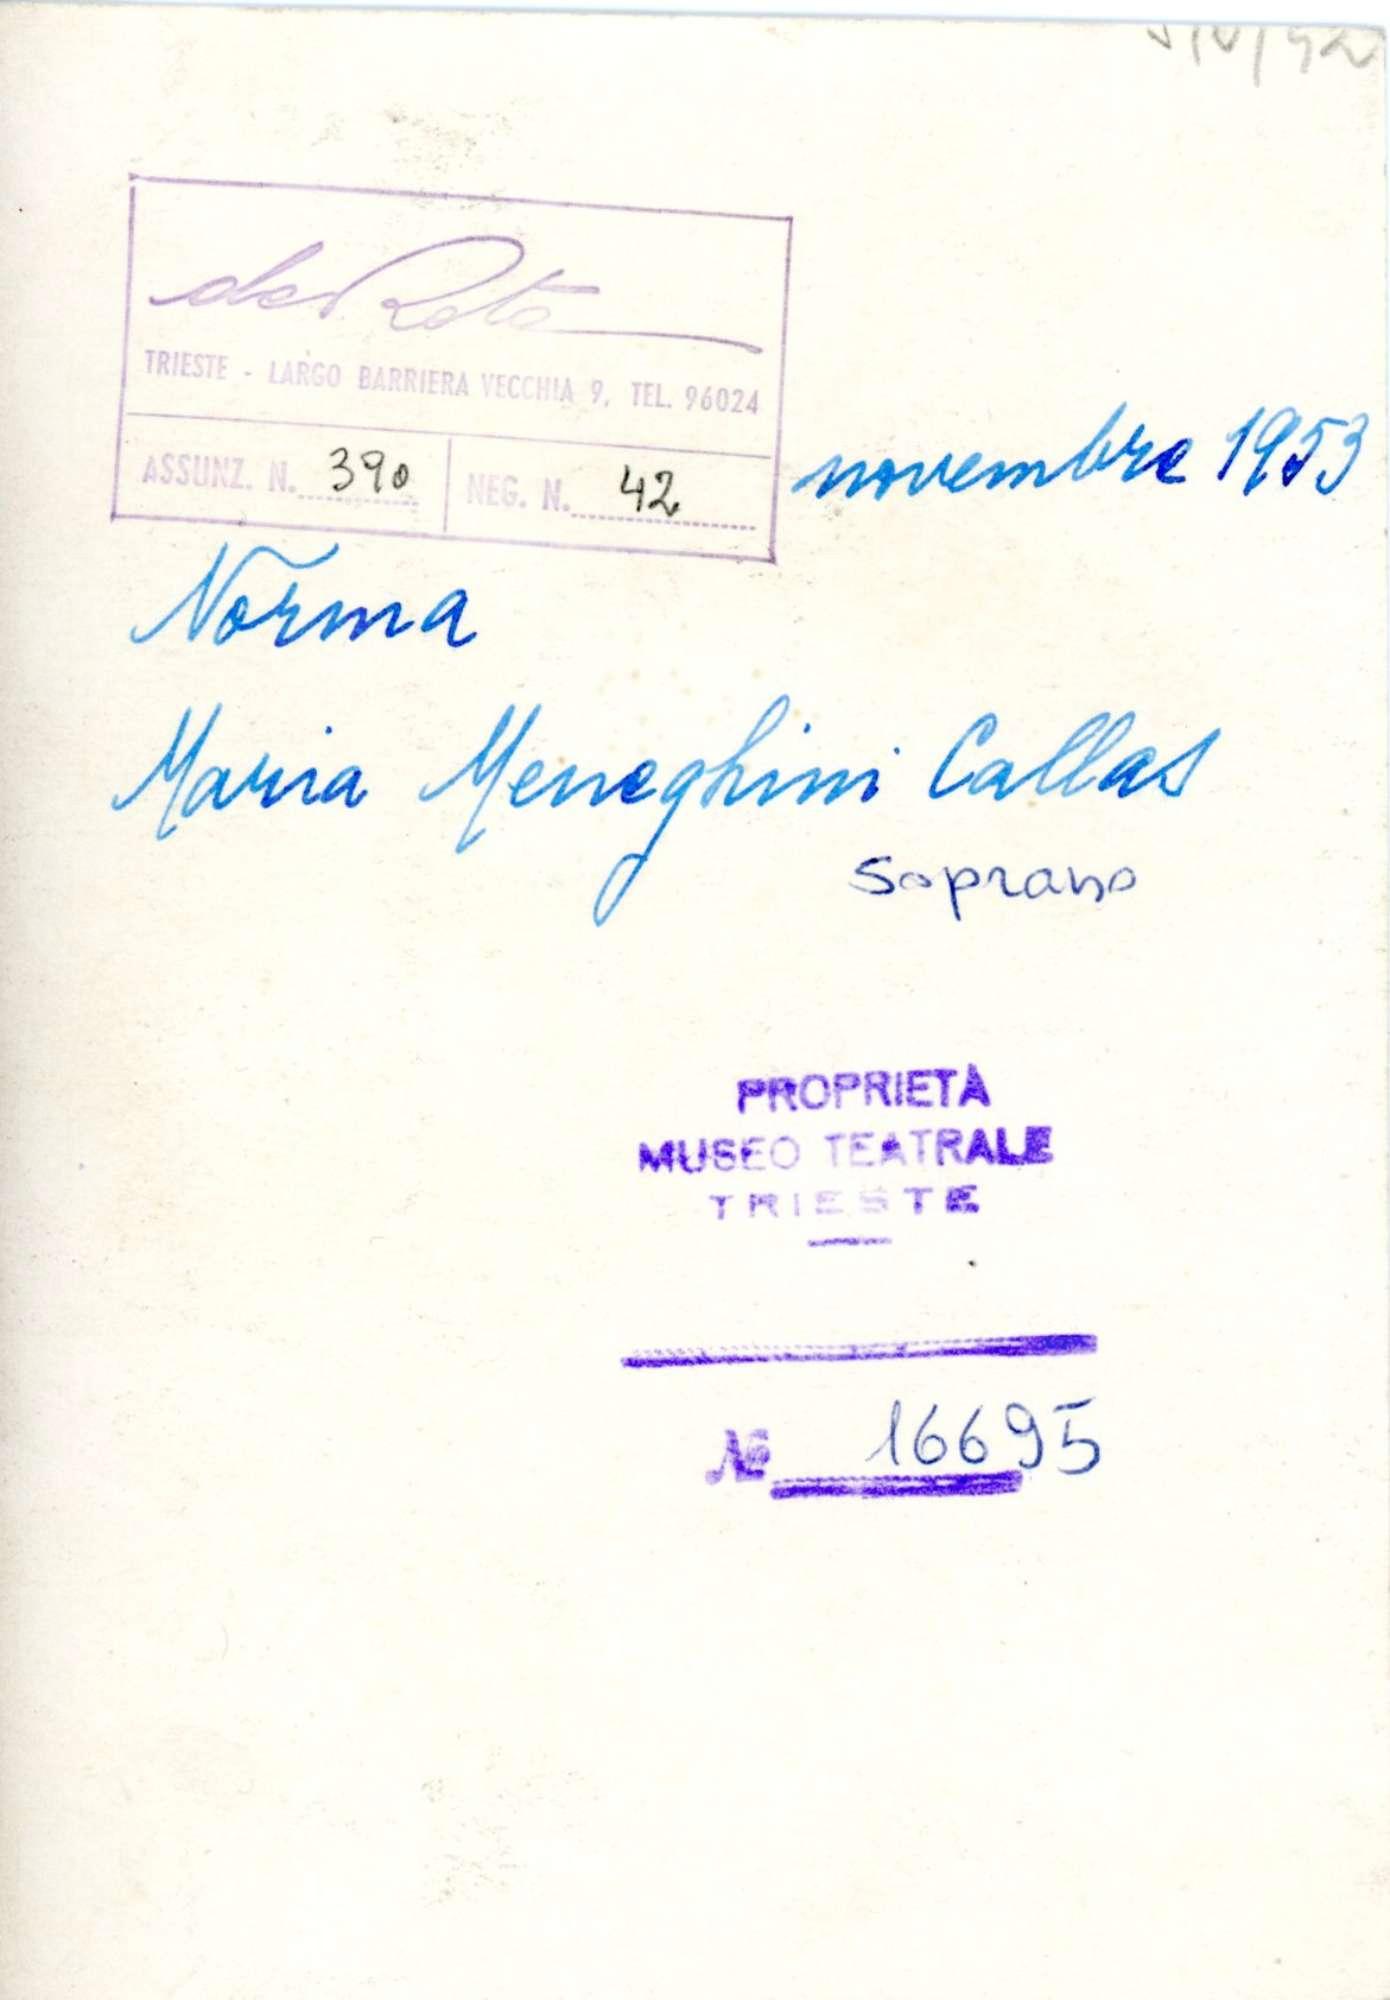 de Rota
TRIESTE - LARGO BARRIERA VECCHIA 9, TEL. 96024
ASSUNZ. N. 390 NEG. N. 42
novembre 1953
Norma
Maria Meneghini Callas
Soprano
PROPRIETÀ
MUSEO TEATRALE
TRIESTE
№ 16695